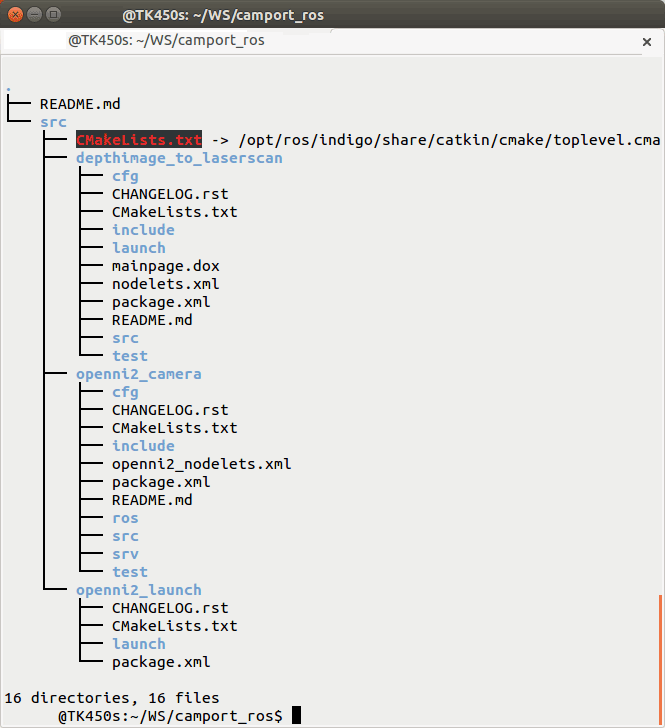 @TK450s: ~/WS/camport_ros
@TK450s: ~/WS/camport_ros
.
├── README.md
└── src
    ├── CMakeLists.txt -> /opt/ros/indigo/share/catkin/cmake/toplevel.cma
    ├── depthimage_to_laserscan
    │   ├── cfg
    │   ├── CHANGELOG.rst
    │   ├── CMakeLists.txt
    │   ├── include
    │   ├── launch
    │   ├── mainpage.dox
    │   ├── nodelets.xml
    │   ├── package.xml
    │   ├── README.md
    │   ├── src
    │   └── test
    ├── openni2_camera
    │   ├── cfg
    │   ├── CHANGELOG.rst
    │   ├── CMakeLists.txt
    │   ├── include
    │   ├── openni2_nodelets.xml
    │   ├── package.xml
    │   ├── README.md
    │   ├── ros
    │   ├── src
    │   ├── srv
    │   └── test
    └── openni2_launch
        ├── CHANGELOG.rst
        ├── CMakeLists.txt
        ├── launch
        └── package.xml
16 directories, 16 files
@TK450s:~/WS/camport_ros$